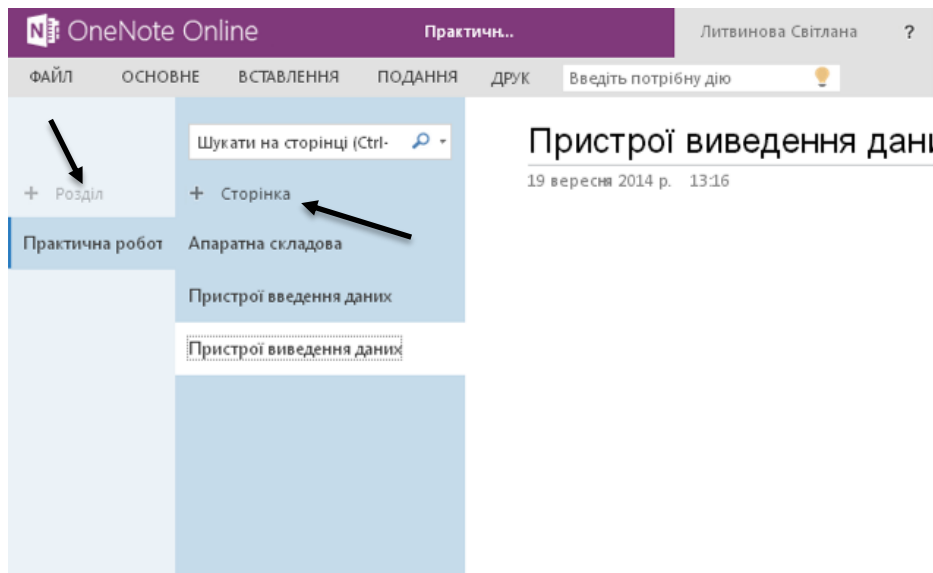 OneNote Online
Практичн...
Литвинова Світлана
?
ФАЙЛ ОСНОВНЕ ВСТАВЛЕННЯ ПОДАННЯ ДРУК Введіть потрібну дію
Шукати на сторінці (Ctrl-
+ Розділ
+ Сторінка
Практична робот
Апаратна складова
Пристрої введення даних
Пристрої виведення даних
Пристрої виведення дани
19 вересня 2014 р. 13:16